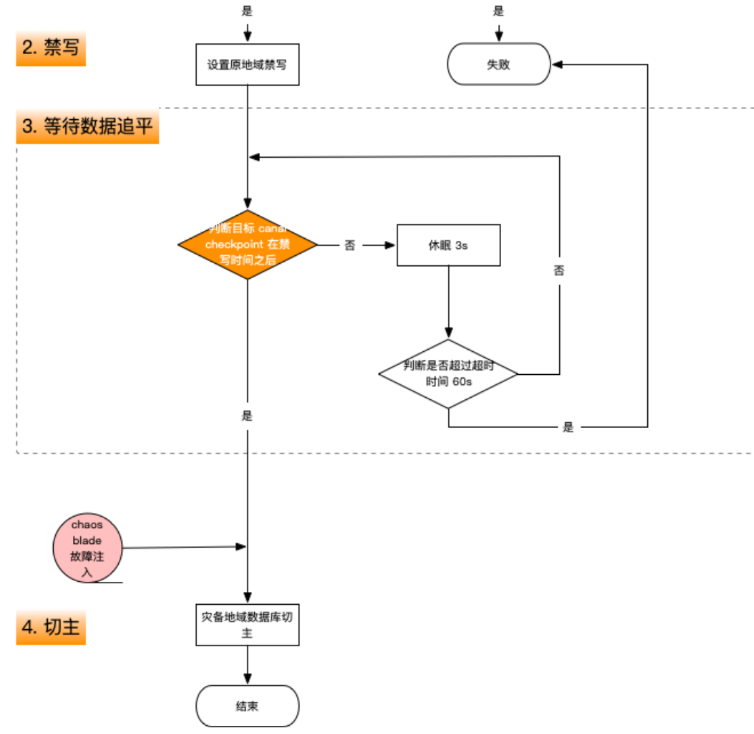 是
是
2. 禁写
设置原地域禁写
失败
3. 等待数据追平
判断目标 canal
checkpoint 在禁
写时间之后
否
休眠 3s
否
判断是否超过超时
时间 60s
是
是
chaos
blade
故障注
入
4. 切主
灾备地域数据库切
主
结束